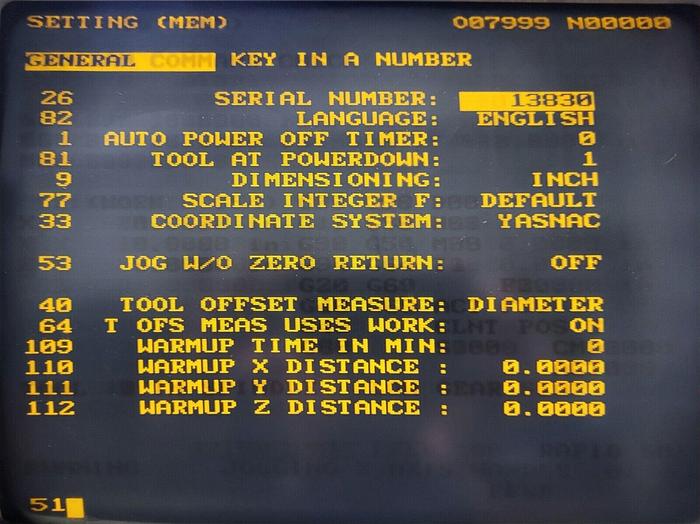 SETTING (MEM) O07999 N00000
GENERAL COMM KEY IN A NUMBER
26 SERIAL NUMBER: 13830
82 LANGUAGE: ENGLISH
1 AUTO POWER OFF TIMER: 0
81 TOOL AT POWERDOWN: 1
9 DIMENSIONING: INCH
77 SCALE INTEGER F: DEFAULT
33 COORDINATE SYSTEM: YASNAC
53 JOG W/O ZERO RETURN: OFF
40 TOOL OFFSET MEASURE: DIAMETER
64 T OFS MEAS USES WORK: ON
109 WARMUP TIME IN MIN: 0
110 WARMUP X DISTANCE : 0.0000
111 WARMUP Y DISTANCE : 0.0000
112 WARMUP Z DISTANCE : 0.0000
51